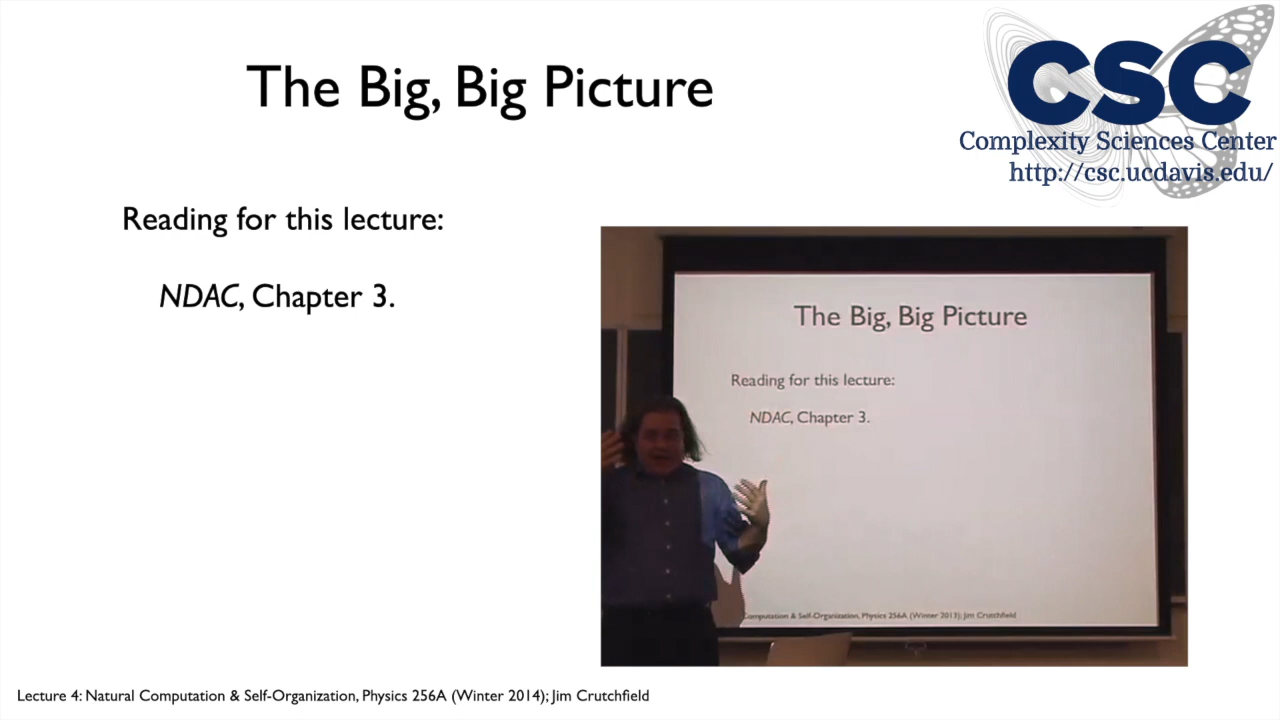 The Big, Big Picture
CSC
Complexity Sciences Center
http://csc.ucdavis.edu/
Reading for this lecture:
NDAC, Chapter 3.
The Big, Big Picture
Reading for this lecture:
NDAC, Chapter 3.
Computation & Self-Organization, Physics 256A (Winter 2013); Jim Crutchfield
Lecture 4: Natural Computation & Self-Organization, Physics 256A (Winter 2014); Jim Crutchfield